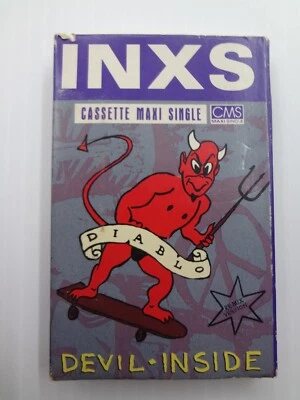 INXS
CASSETTE MAXI SINGLE
CMS
MAXI SINGLE
DIABLO
DEVIL·INSIDE